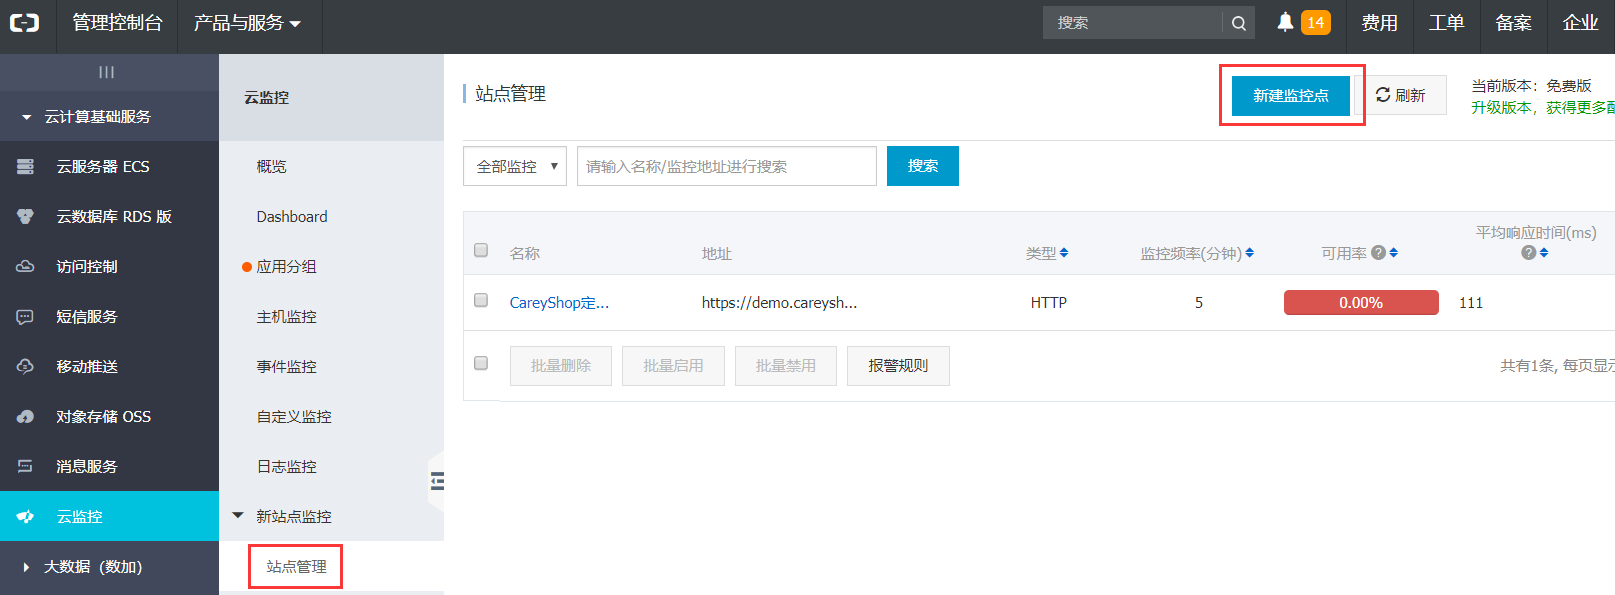 管理控制台 产品与服务 搜索 14 费用 工单 备案 企业
云计算基础服务
云服务器 ECS
云数据库 RDS 版
访问控制
短信服务
移动推送
对象存储 OSS
消息服务
云监控
大数据（数加）
云监控
概览
Dashboard
应用分组
主机监控
事件监控
自定义监控
日志监控
新站点监控
站点管理
站点管理
新建监控点 刷新
当前版本：免费版
升级版本，获得更多
全部监控 请输入名称/监控地址进行搜索 搜索
名称 地址 类型 监控频率(分钟) 可用率 ? 平均响应时间(ms) ?
CareyShop定... https://demo.careysh... HTTP 5 0.00% 111
批量删除 批量启用 批量禁用 报警规则 共有1条, 每页显